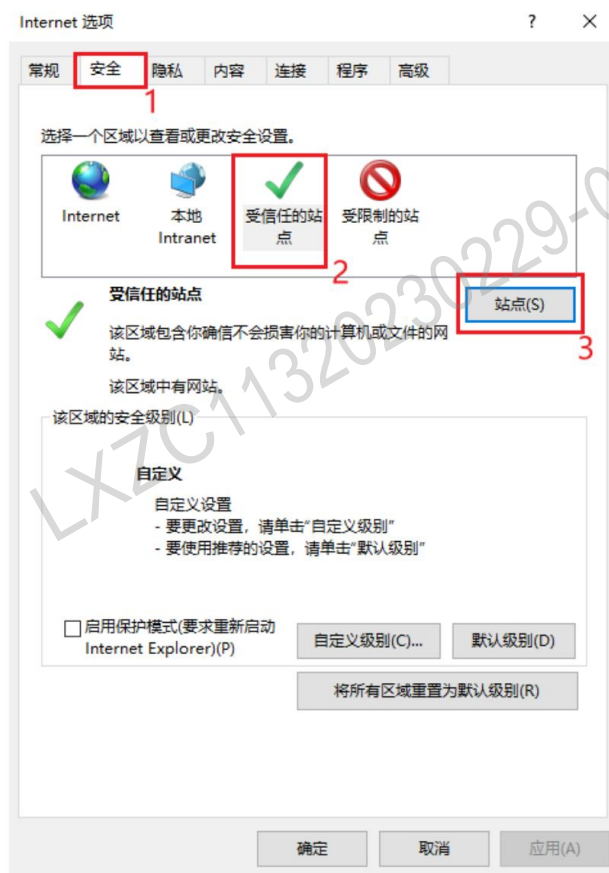 Internet 选项
常规 安全 隐私 内容 连接 程序 高级
1
选择一个区域以查看或更改安全设置。
Internet
本地
Intranet
受信任的站
点
受限制的站
点
2
受信任的站点
站点(S)
3
该区域包含你确信不会损害你的计算机或文件的网
站。
该区域中有网站。
该区域的安全级别(L)
自定义
自定义设置
- 要更改设置，请单击“自定义级别”
- 要使用推荐的设置，请单击“默认级别”
启用保护模式(要求重新启动
Internet Explorer)(P)
自定义级别(C)...
默认级别(D)
将所有区域重置为默认级别(R)
确定 取消 应用(A)
LXZC11320230229-0